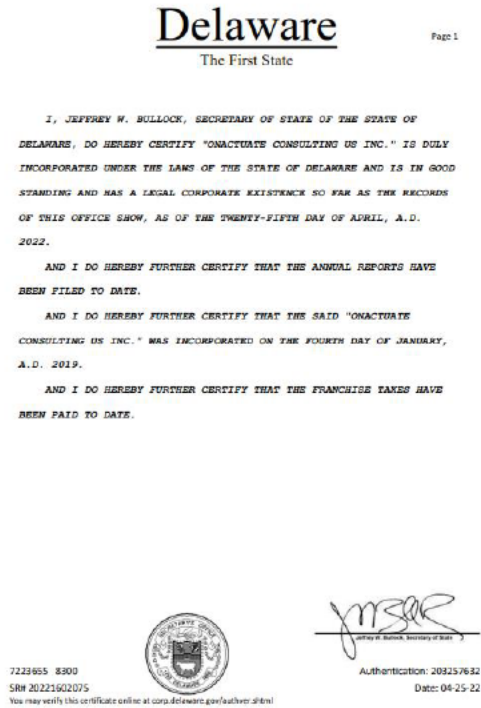 Delaware
Page 1
The First State
I, JEFFREY W. BULLOCK, SECRETARY OF STATE OF THE STATE OF
DELAWARE, DO HEREBY CERTIFY "ONACTUATE CONSULTING US INC." IS DULY
INCORPORATED UNDER THE LAWS OF THE STATE OF DELAWARE AND IS IN GOOD
STANDING AND HAS A LEGAL CORPORATE EXISTENCE SO FAR AS THE RECORDS
OF THIS OFFICE SHOW, AS OF THE TWENTY-FIFTH DAY OF APRIL, A.D.
2022.
AND I DO HEREBY FURTHER CERTIFY THAT THE ANNUAL REPORTS HAVE
BEEN FILED TO DATE.
AND I DO HEREBY FURTHER CERTIFY THAT THE SAID "ONACTUATE
CONSULTING US INC." WAS INCORPORATED ON THE FOURTH DAY OF JANUARY,
A.D. 2019.
AND I DO HEREBY FURTHER CERTIFY THAT THE FRANCHISE TAXES HAVE
BEEN PAID TO DATE.
Jeffrey W. Bullock, Secretary of State
7223655 8300
SR# 20221602075
You may verify this certificate online at corp.delaware.gov/authver.shtml
Authentication: 203257632
Date: 04-25-22